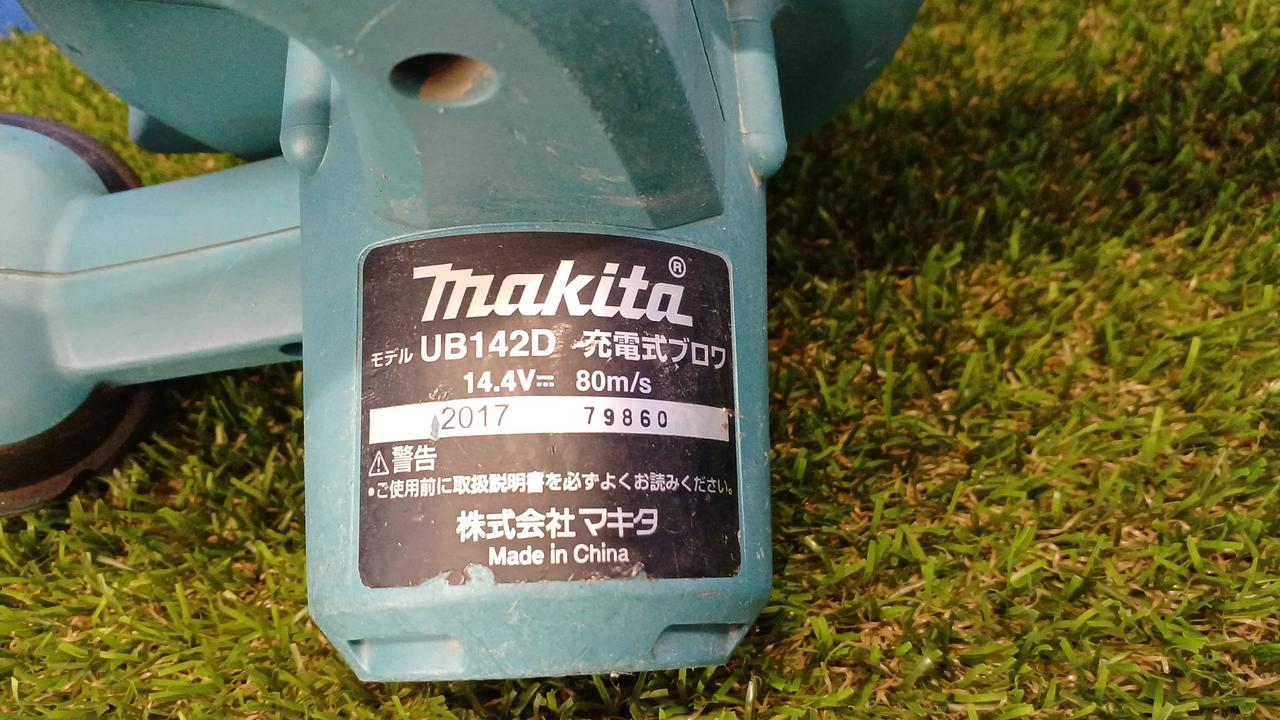 makita®
モデル UB142D 充電式ブロワ
14.4V⎓ 80m/s
2017 79860
⚠警告
•ご使用前に取扱説明書を必ずよくお読みください。
株式会社マキタ
Made in China